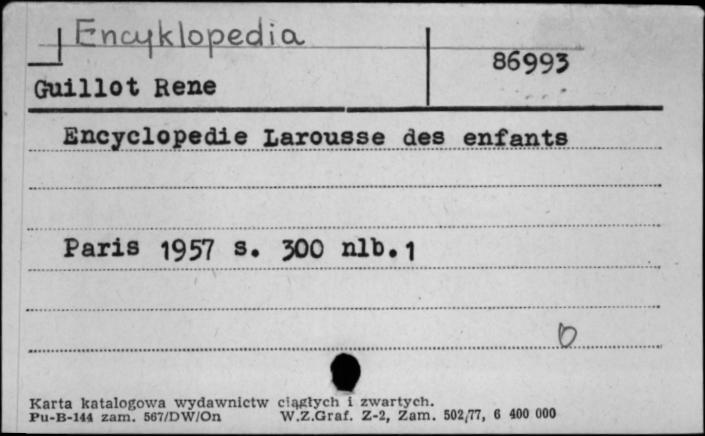 Encyklopedia
86993
Guillot Rene
Encyclopedie Larousse des enfants
Paris 1957 s. 300 nlb.1
b
Karta katalogowa wydawnictw ciągłych i zwartych.
Pu-B-144 zam. 567/DW/On W.Z.Graf. Z-2, Zam. 502/77, 6 400 000